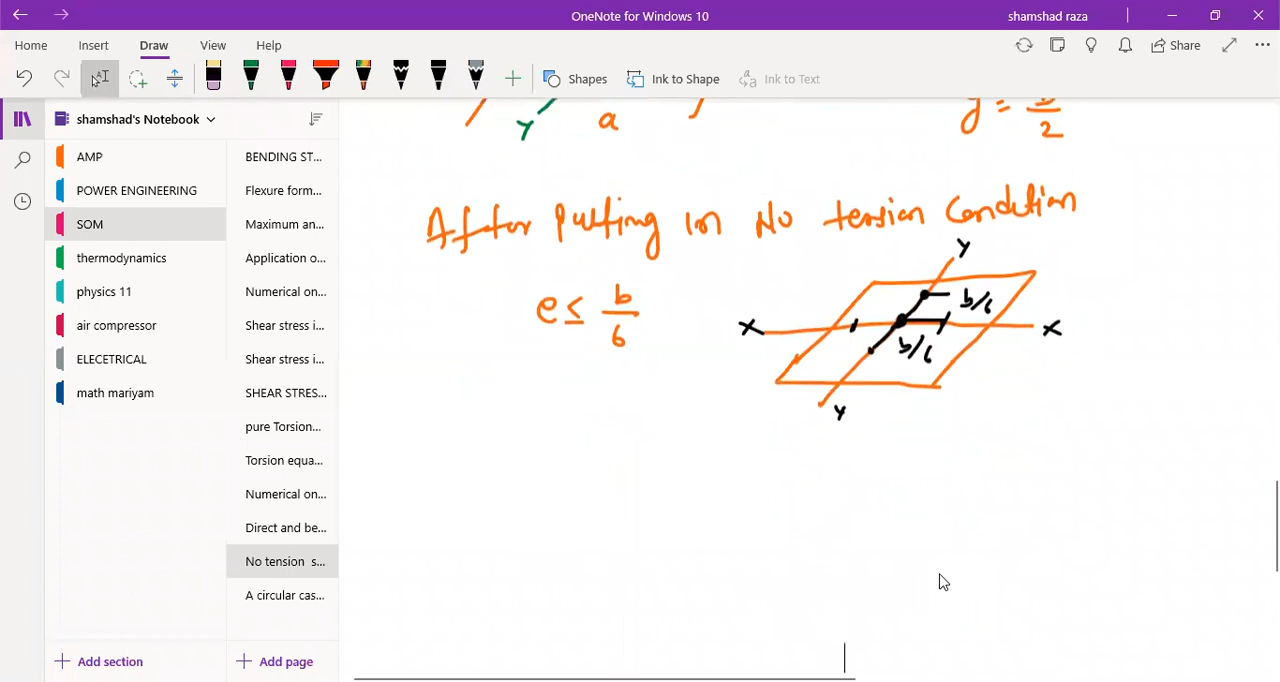 OneNote for Windows 10
shamshad raza
Home Insert Draw View Help
Share
Shapes Ink to Shape Ink to Text
shamshad's Notebook
AMP
POWER ENGINEERING
SOM
thermodynamics
physics 11
air compressor
ELECETRICAL
math mariyam
Add section
BENDING ST...
Flexure form...
Maximum an...
Application o...
Numerical on...
Shear stress i...
Shear stress i...
SHEAR STRES...
pure Torsion...
Torsion equa...
Numerical on...
Direct and be...
No tension s...
A circular cas...
Add page
Y a y = b/2
After putting in No tension Condition
e ≤ b/6
Y
b/6
X X
b/6
Y